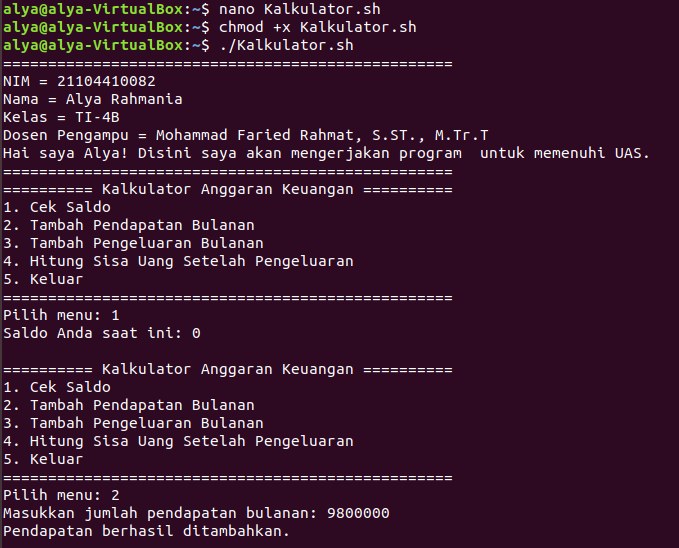 alya@alya-VirtualBox:~$ nano Kalkulator.sh
alya@alya-VirtualBox:~$ chmod +x Kalkulator.sh
alya@alya-VirtualBox:~$ ./Kalkulator.sh
==================================================
NIM = 21104410082
Nama = Alya Rahmania
Kelas = TI-4B
Dosen Pengampu = Mohammad Faried Rahmat, S.ST., M.Tr.T
Hai saya Alya! Disini saya akan mengerjakan program  untuk memenuhi UAS.
==================================================
========== Kalkulator Anggaran Keuangan ==========
1. Cek Saldo
2. Tambah Pendapatan Bulanan
3. Tambah Pengeluaran Bulanan
4. Hitung Sisa Uang Setelah Pengeluaran
5. Keluar
==================================================
Pilih menu: 1
Saldo Anda saat ini: 0

========== Kalkulator Anggaran Keuangan ==========
1. Cek Saldo
2. Tambah Pendapatan Bulanan
3. Tambah Pengeluaran Bulanan
4. Hitung Sisa Uang Setelah Pengeluaran
5. Keluar
==================================================
Pilih menu: 2
Masukkan jumlah pendapatan bulanan: 9800000
Pendapatan berhasil ditambahkan.